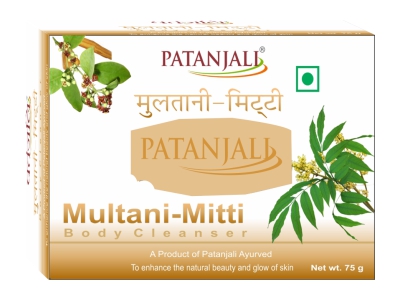 PATANJALI®
मुलतानी-मिट्टी
PATANJALI
Multani-Mitti
Body Cleanser
A Product of Patanjali Ayurved
To enhance the natural beauty and glow of skin
Net wt. 75 g